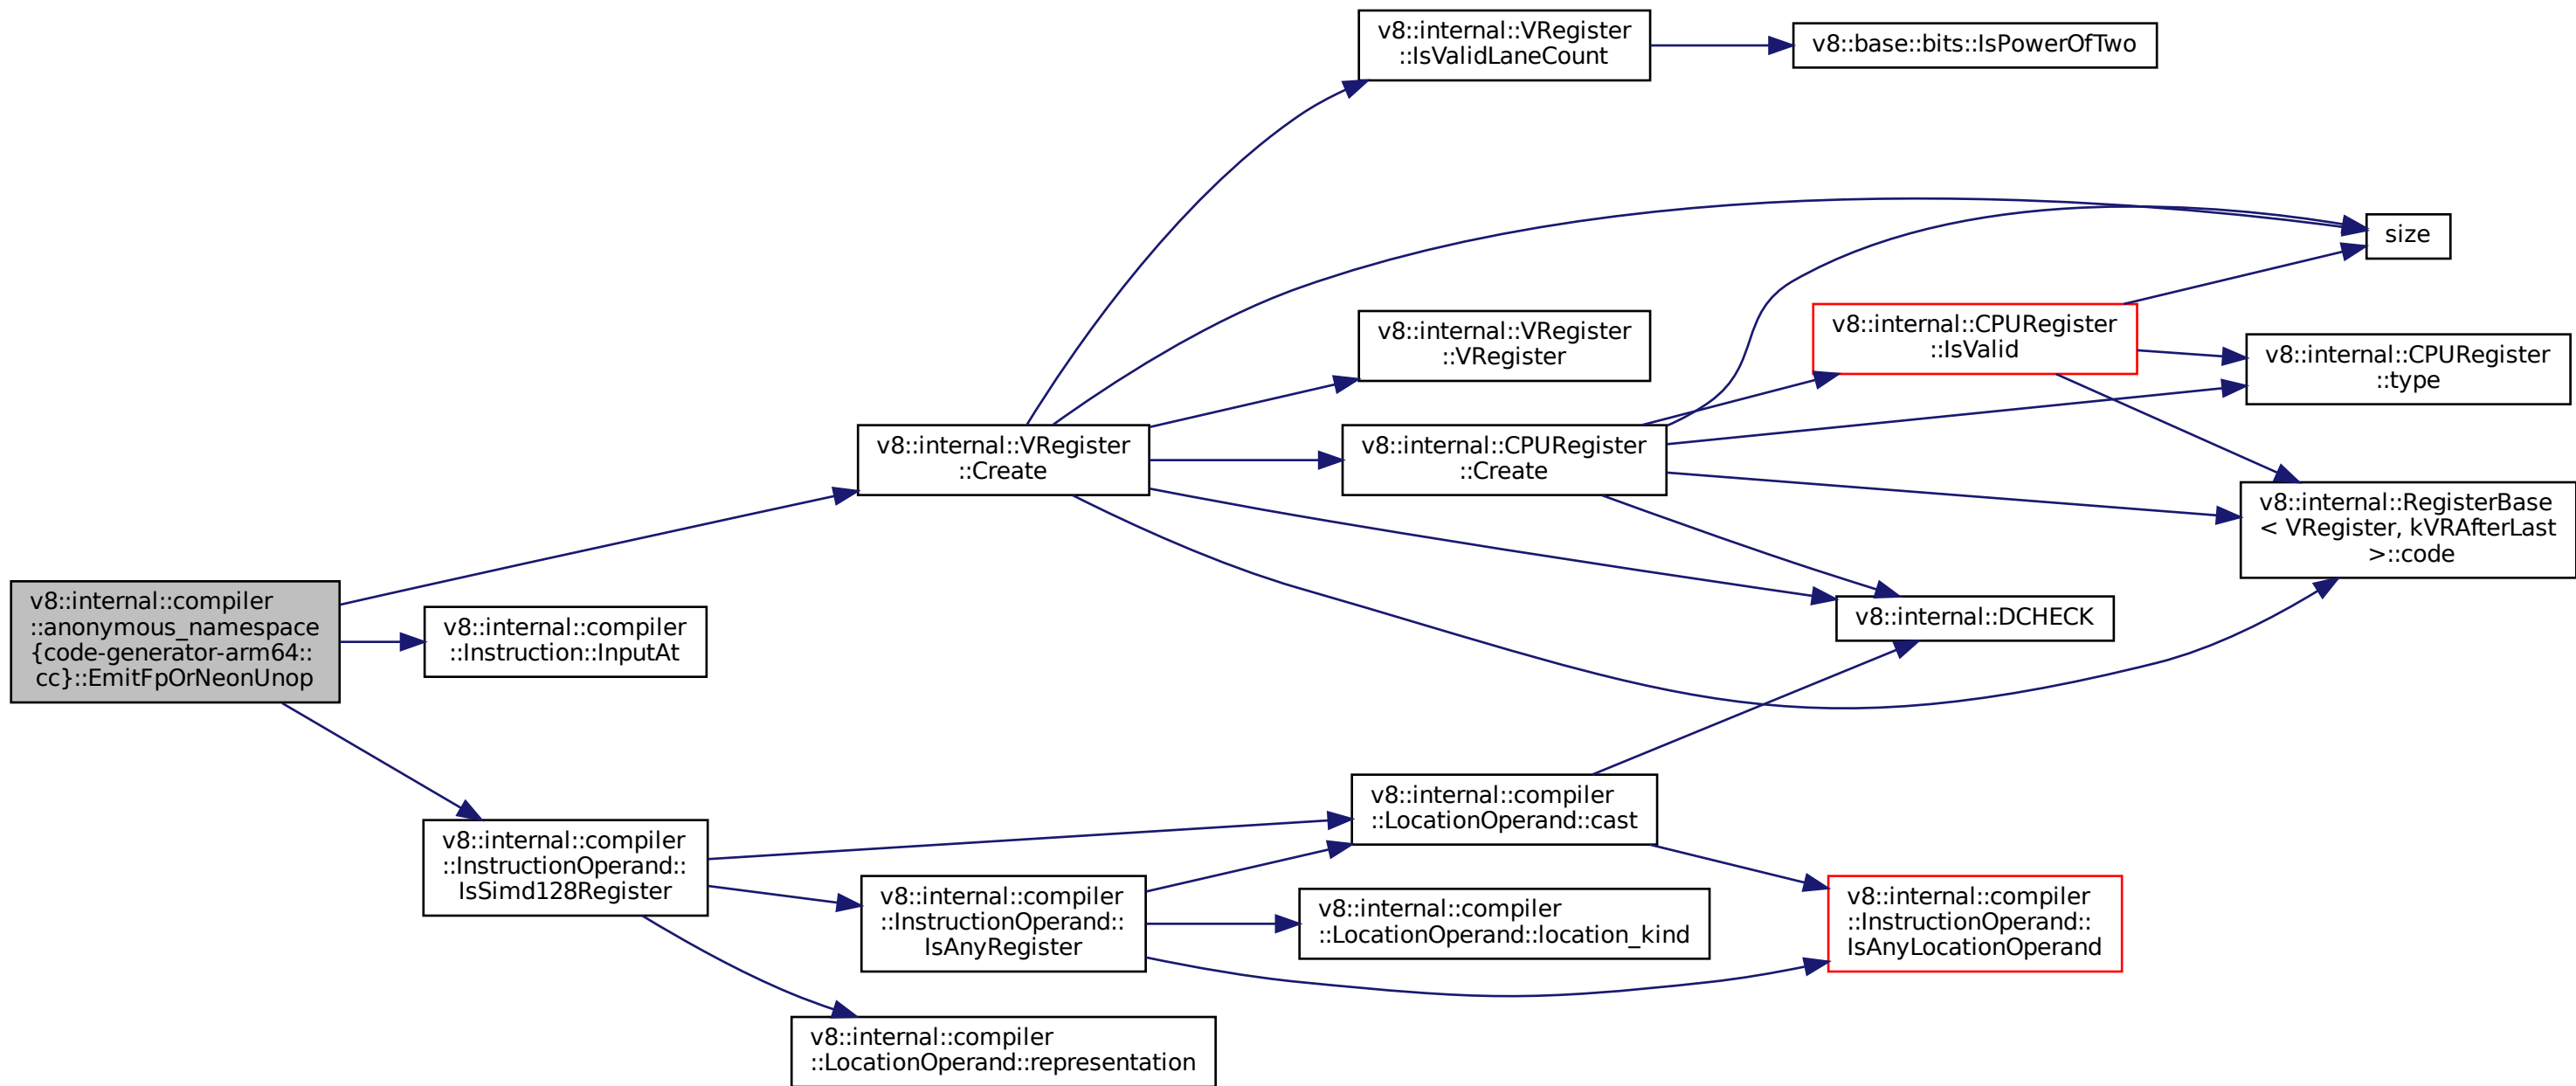 v8::internal::VRegister
::IsValidLaneCount
v8::base::bits::IsPowerOfTwo
size
v8::internal::VRegister
::VRegister
v8::internal::CPURegister
::IsValid
v8::internal::CPURegister
::type
v8::internal::VRegister
::Create
v8::internal::CPURegister
::Create
v8::internal::RegisterBase
< VRegister, kVRAfterLast
>::code
v8::internal::compiler
::anonymous_namespace
{code-generator-arm64::
cc}::EmitFpOrNeonUnop
v8::internal::compiler
::Instruction::InputAt
v8::internal::DCHECK
v8::internal::compiler
::LocationOperand::cast
v8::internal::compiler
::InstructionOperand::
IsSimd128Register
v8::internal::compiler
::InstructionOperand::
IsAnyRegister
v8::internal::compiler
::LocationOperand::location_kind
v8::internal::compiler
::InstructionOperand::
IsAnyLocationOperand
v8::internal::compiler
::LocationOperand::representation